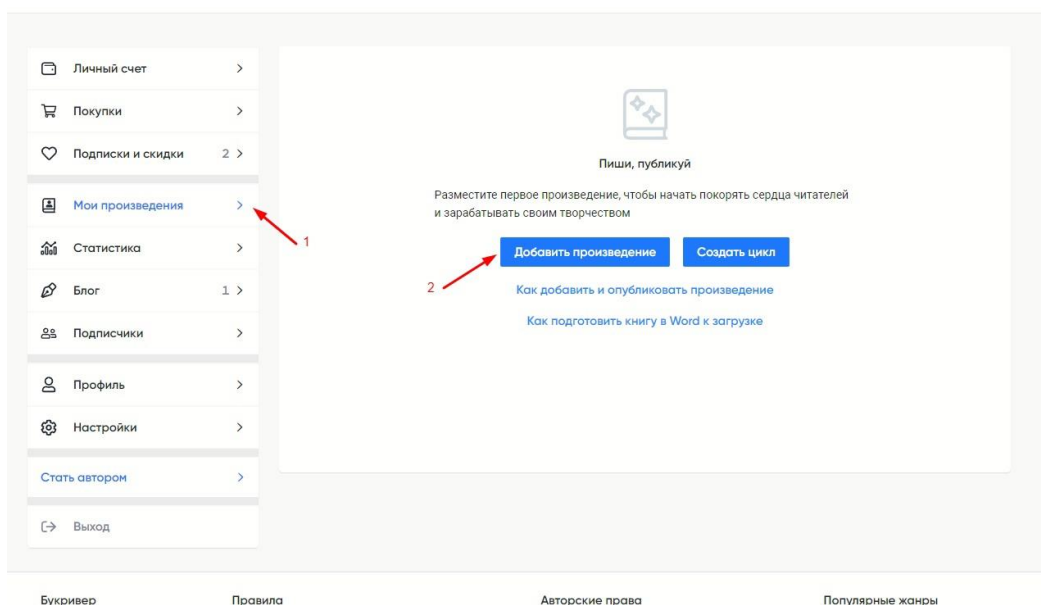 Личный счет
Покупки
Подписки и скидки 2
Мои произведения
1
Статистика
Блог 1
Подписчики
Профиль
Настройки
Стать автором
Выход
Пиши, публикуй
Разместите первое произведение, чтобы начать покорять сердца читателей
и зарабатывать своим творчеством
Добавить произведение Создать цикл
2
Как добавить и опубликовать произведение
Как подготовить книгу в Word к загрузке
Букривер Правила Авторские права Популярные жанры